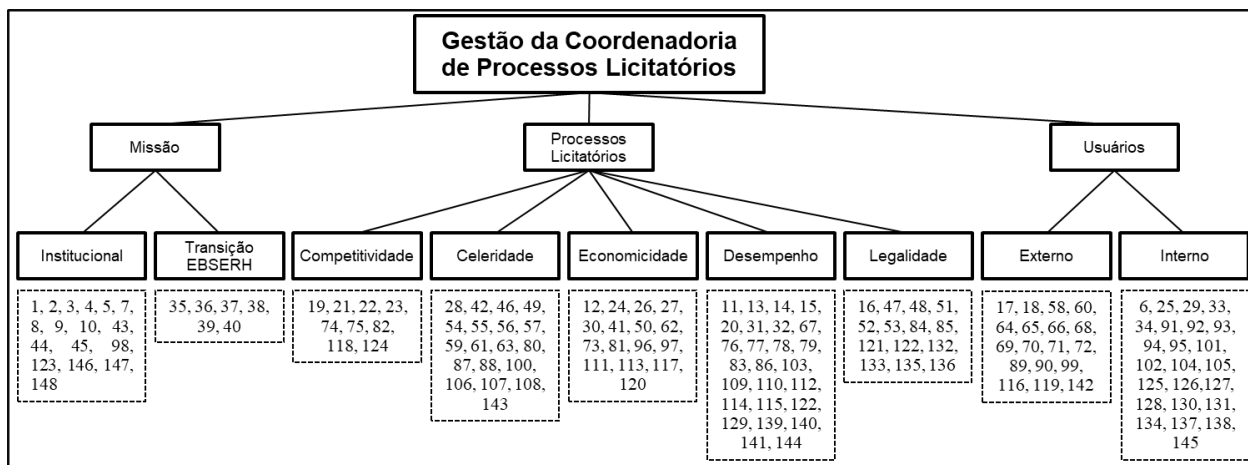 Gestão da Coordenadoria
de Processos Licitatórios
Missão
Processos
Licitatórios
Usuários
Institucional
Transição
EBSERH
Competitividade
Celeridade
Economicidade
Desempenho
Legalidade
Externo
Interno
1, 2, 3, 4, 5, 7,
8, 9, 10, 43,
44, 45, 98,
123, 146, 147,
148
35, 36, 37, 38,
39, 40
19, 21, 22, 23,
74, 75, 82,
118, 124
28, 42, 46, 49,
54, 55, 56, 57,
59, 61, 63, 80,
87, 88, 100,
106, 107, 108,
143
12, 24, 26, 27,
30, 41, 50, 62,
73, 81, 96, 97,
111, 113, 117,
120
11, 13, 14, 15,
20, 31, 32, 67,
76, 77, 78, 79,
83, 86, 103,
109, 110, 112,
114, 115, 122,
129, 139, 140,
141, 144
16, 47, 48, 51,
52, 53, 84, 85,
121, 122, 132,
133, 135, 136
17, 18, 58, 60,
64, 65, 66, 68,
69, 70, 71, 72,
89, 90, 99,
116, 119, 142
6, 25, 29, 33,
34, 91, 92, 93,
94, 95, 101,
102, 104, 105,
125, 126, 127,
128, 130, 131,
134, 137, 138,
145